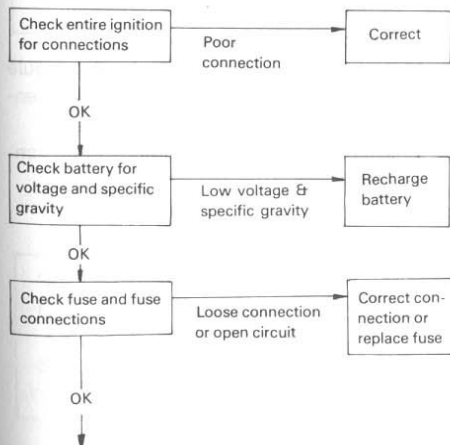 Check entire ignition
for connections
Poor
connection
Correct
OK
Check battery for
voltage and specific
gravity
Low voltage &
specific gravity
Recharge
battery
OK
Check fuse and fuse
connections
Loose connection
or open circuit
Correct con-
nection or
replace fuse
OK